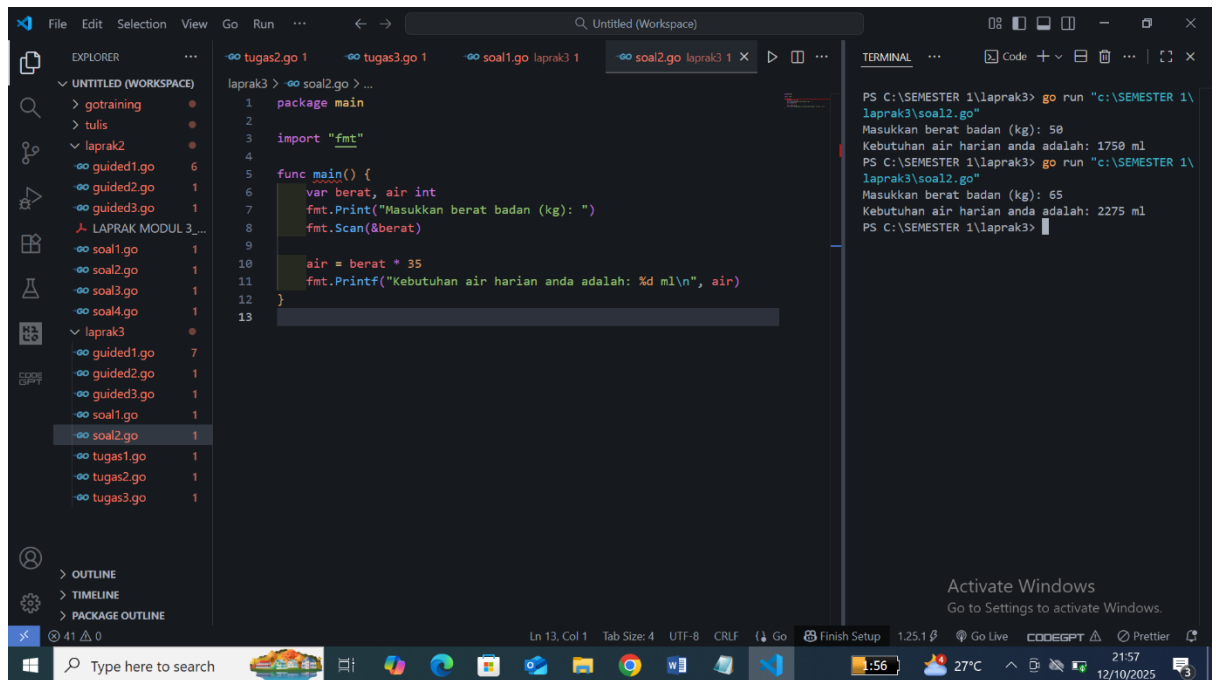 File Edit Selection View Go Run ··· Untitled (Workspace)
EXPLORER ···
UNTITLED (WORKSPACE)
gotraining
tulis
laprak2
guided1.go 6
guided2.go 1
guided3.go 1
LAPRAK MODUL 3_...
soal1.go 1
soal2.go 1
soal3.go 1
soal4.go 1
laprak3
guided1.go 7
guided2.go 1
guided3.go 1
soal1.go 1
soal2.go 1
tugas1.go 1
tugas2.go 1
tugas3.go 1
OUTLINE
TIMELINE
PACKAGE OUTLINE
CODE
GPT
tugas2.go 1 tugas3.go 1 soal1.go laprak3 1 soal2.go laprak3 1
laprak3 > soal2.go > ...
1 package main
2
3 import "fmt"
4
5 func main() {
6 var berat, air int
7 fmt.Print("Masukkan berat badan (kg): ")
8 fmt.Scan(&berat)
9
10 air = berat * 35
11 fmt.Printf("Kebutuhan air harian anda adalah: %d ml\n", air)
12 }
13
TERMINAL ··· Code
PS C:\SEMESTER 1\laprak3> go run "c:\SEMESTER 1\
laprak3\soal2.go"
Masukkan berat badan (kg): 50
Kebutuhan air harian anda adalah: 1750 ml
PS C:\SEMESTER 1\laprak3> go run "c:\SEMESTER 1\
laprak3\soal2.go"
Masukkan berat badan (kg): 65
Kebutuhan air harian anda adalah: 2275 ml
PS C:\SEMESTER 1\laprak3>
Activate Windows
Go to Settings to activate Windows.
41 0 Ln 13, Col 1 Tab Size: 4 UTF-8 CRLF Go Finish Setup 1.25.1 Go Live CODEGPT Prettier
Type here to search 1:56 27°C 21:57
12/10/2025 3